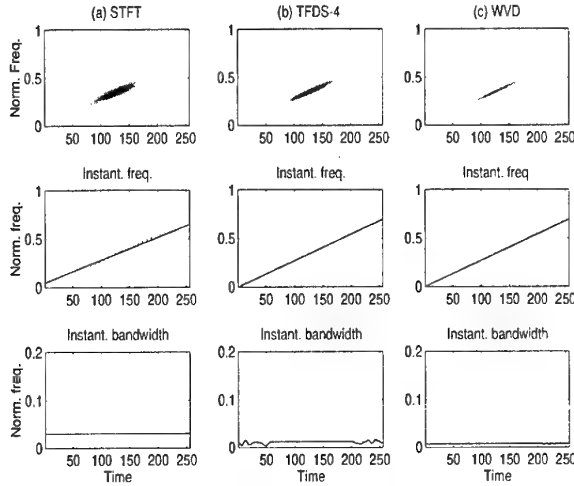 (a) STFT (b) TFDS-4 (c) WVD
Norm. Freq.
1 1 1
0.5 0.5 0.5
0 0 0
50 100 150 200 250 50 100 150 200 250 50 100 150 200 250
Instant. freq. Instant. freq. Instant. freq
Norm. freq.
1 1 1
0.5 0.5 0.5
0 0 0
50 100 150 200 250 50 100 150 200 250 50 100 150 200 250
Instant. bandwidth Instant. bandwidth Instant. bandwidth
Norm. freq.
0.2 0.2 0.2
0.1 0.1 0.1
0 0 0
50 100 150 200 250 50 100 150 200 250 50 100 150 200 250
Time Time Time